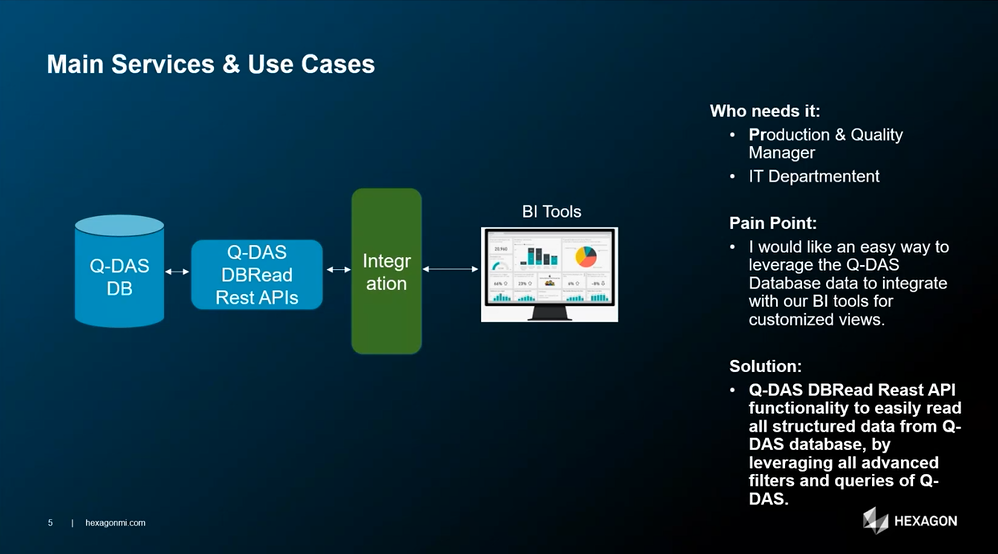 Main Services & Use Cases
Who needs it:
• Production & Quality
Manager
• IT Departmentent
Pain Point:
• I would like an easy way to
leverage the Q-DAS
Database data to integrate
with our BI tools for
customized views.
Solution:
• Q-DAS DBRead Reast API
functionality to easily read
all structured data from Q-
DAS database, by
leveraging all advanced
filters and queries of Q-
DAS.
Q-DAS
DB
Q-DAS
DBRead
Rest APIs
Integr
ation
BI Tools
5 | hexagonmi.com
HEXAGON